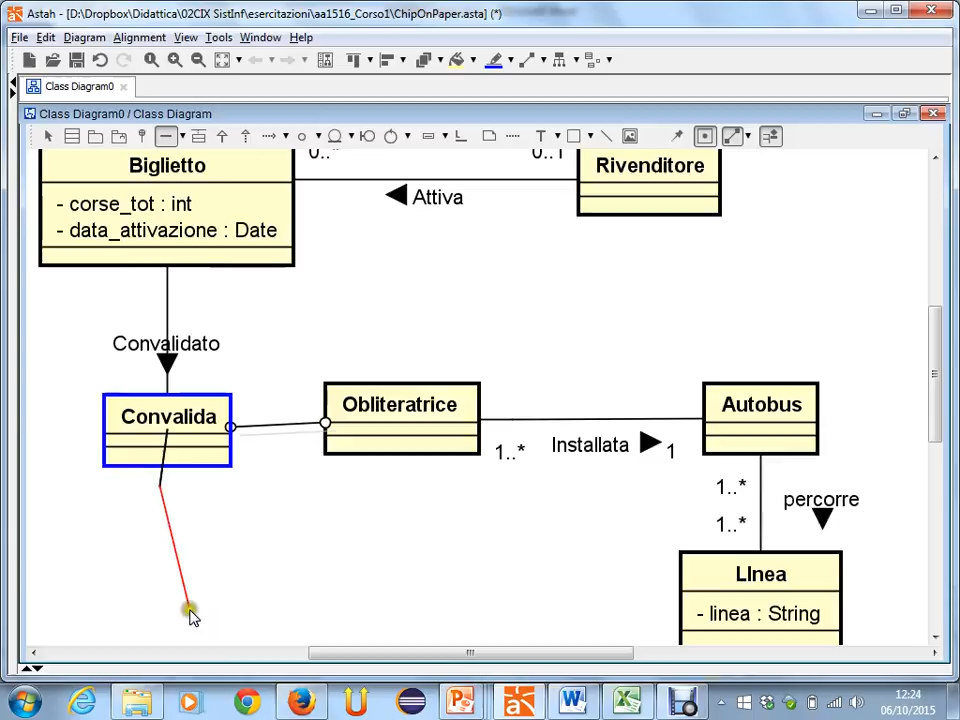 Astah - [D:\Dropbox\Didattica\02CIX SistInf\esercitazioni\aa1516_Corso1\ChipOnPaper.asta] (*)
File Edit Diagram Alignment View Tools Window Help
Class Diagram0
Class Diagram0 / Class Diagram
Biglietto
0..*
0..1
Rivenditore
- corse_tot : int
- data_attivazione : Date
Attiva
Convalidato
Convalida
Obliteratrice
Autobus
1..*
Installata
1
1..*
percorre
1..*
LInea
- linea : String
12:24
06/10/2015